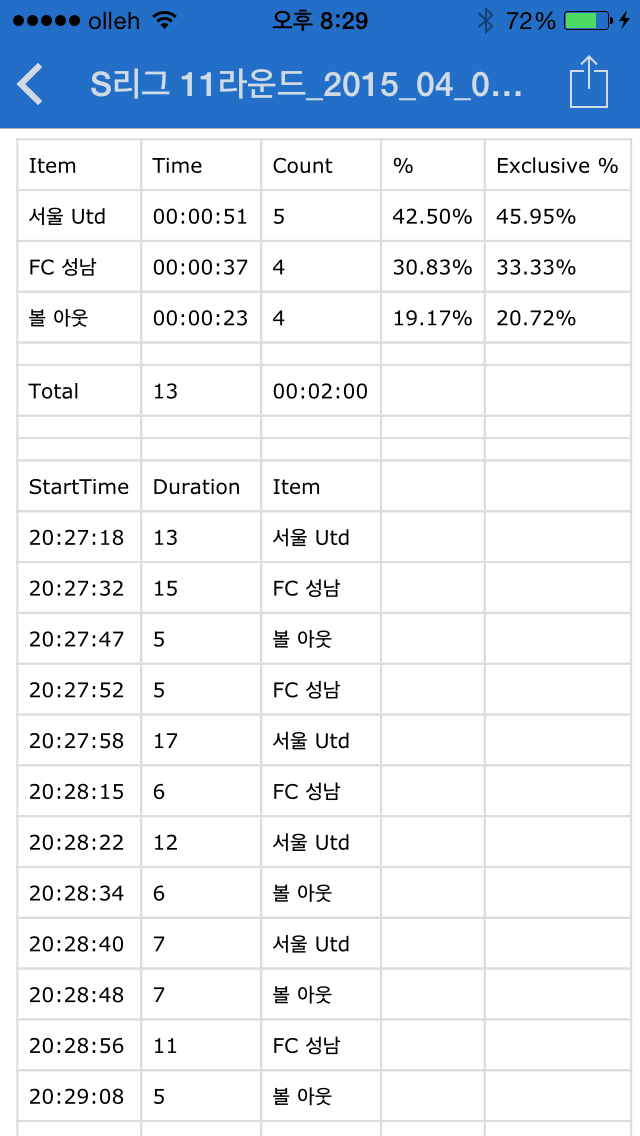 olleh 오후 8:29 72%
S리그 11라운드_2015_04_0...
Item Time Count % Exclusive %
서울 Utd 00:00:51 5 42.50% 45.95%
FC 성남 00:00:37 4 30.83% 33.33%
볼 아웃 00:00:23 4 19.17% 20.72%
Total 13 00:02:00
StartTime Duration Item
20:27:18 13 서울 Utd
20:27:32 15 FC 성남
20:27:47 5 볼 아웃
20:27:52 5 FC 성남
20:27:58 17 서울 Utd
20:28:15 6 FC 성남
20:28:22 12 서울 Utd
20:28:34 6 볼 아웃
20:28:40 7 서울 Utd
20:28:48 7 볼 아웃
20:28:56 11 FC 성남
20:29:08 5 볼 아웃